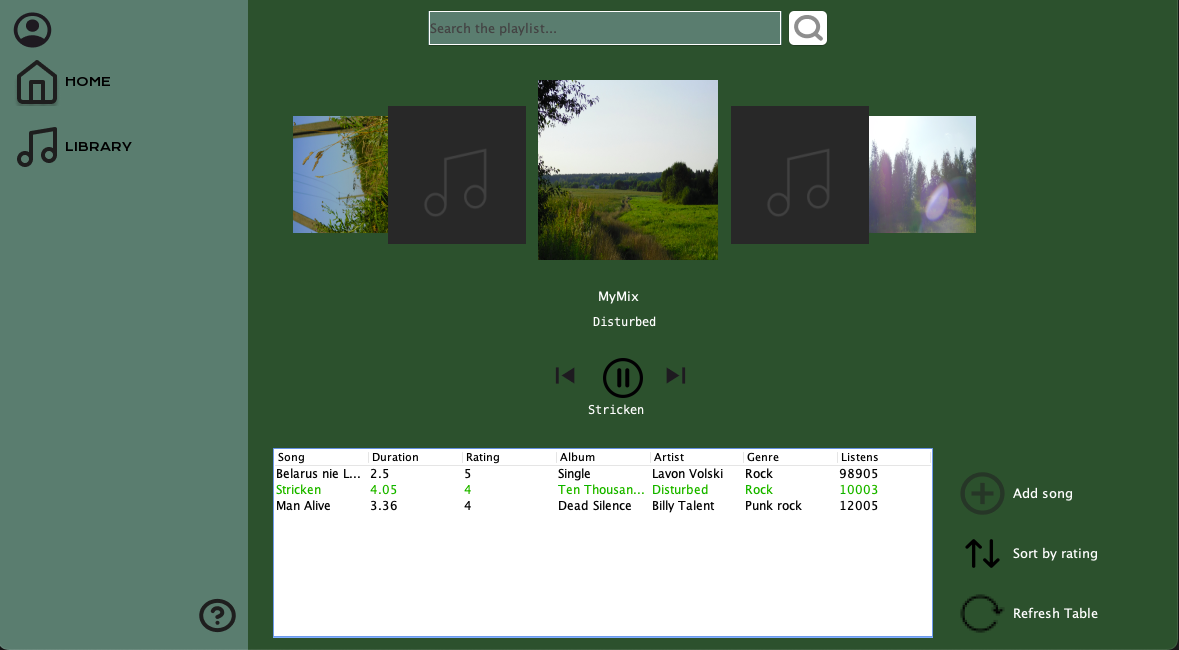 Search the playlist...
HOME
LIBRARY
MyMix
Disturbed
Stricken
Song Duration Rating Album Artist Genre Listens
Belarus nie L... 2.5 5 Single Lavon Volski Rock 98905
Stricken 4.05 4 Ten Thousan... Disturbed Rock 10003
Man Alive 3.36 4 Dead Silence Billy Talent Punk rock 12005
Add song
Sort by rating
Refresh Table